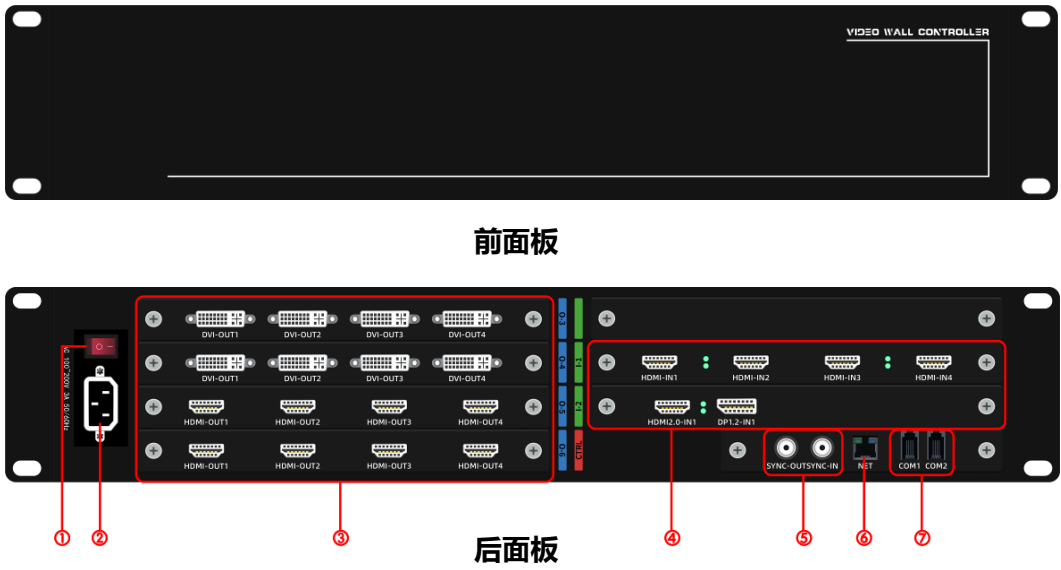 VIDEO WALL CONTROLLER
前面板
DVI-OUT1 DVI-OUT2 DVI-OUT3 DVI-OUT4
O-3
AC 100~200V 3A 50/60Hz
DVI-OUT1 DVI-OUT2 DVI-OUT3 DVI-OUT4
O-4 I-1
HDMI-IN1 HDMI-IN2 HDMI-IN3 HDMI-IN4
HDMI-OUT1 HDMI-OUT2 HDMI-OUT3 HDMI-OUT4
O-5 I-2
HDMI2.0-IN1 DP1.2-IN1
HDMI-OUT1 HDMI-OUT2 HDMI-OUT3 HDMI-OUT4
O-6 CTRL
SYNC-OUT SYNC-IN NET COM1 COM2
① ② ③ ④ ⑤ ⑥ ⑦
后面板